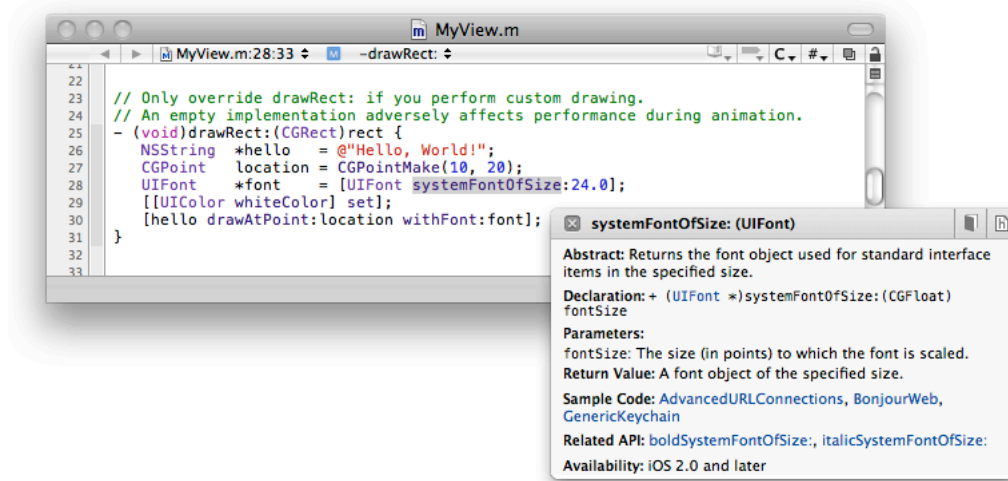 MyView.m
MyView.m:28:33 M -drawRect: C #
21
22
23 // Only override drawRect: if you perform custom drawing.
24 // An empty implementation adversely affects performance during animation.
25 - (void)drawRect:(CGRect)rect {
26 NSString *hello = @"Hello, World!";
27 CGPoint location = CGPointMake(10, 20);
28 UIFont *font = [UIFont systemFontOfSize:24.0];
29 [[UIColor whiteColor] set];
30 [hello drawAtPoint:location withFont:font];
31 }
32
33
systemFontOfSize: (UIFont) h
Abstract: Returns the font object used for standard interface
items in the specified size.
Declaration: + (UIFont *)systemFontOfSize:(CGFloat)
fontSize
Parameters:
fontSize: The size (in points) to which the font is scaled.
Return Value: A font object of the specified size.
Sample Code: AdvancedURLConnections, BonjourWeb,
GenericKeychain
Related API: boldSystemFontOfSize:, italicSystemFontOfSize:
Availability: iOS 2.0 and later